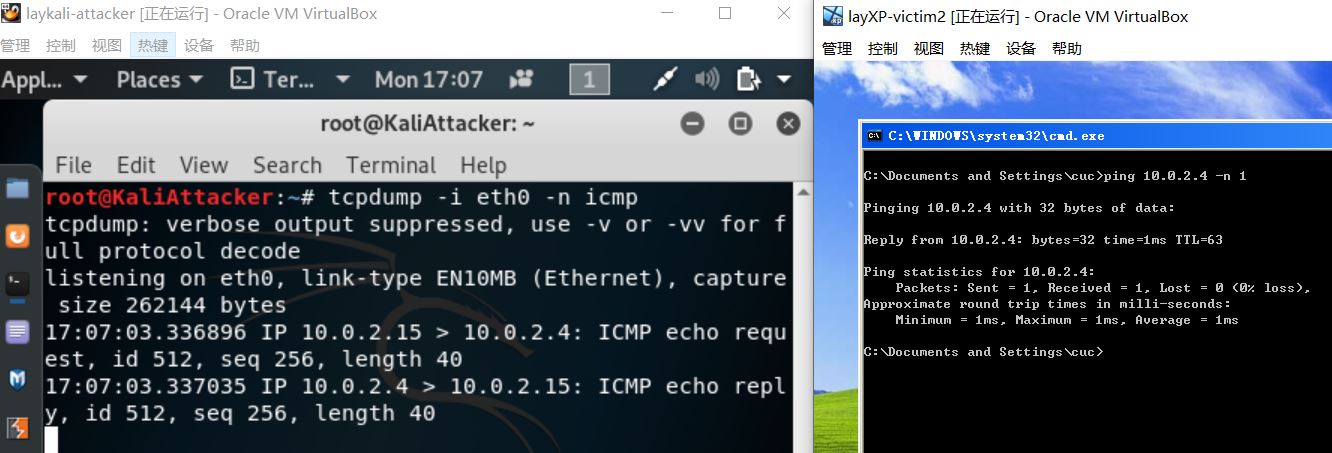 laykali-attacker [正在运行] - Oracle VM VirtualBox
管理 控制 视图 热键 设备 帮助
Appl... Places Ter... Mon 17:07 1
root@KaliAttacker: ~
File Edit View Search Terminal Help
root@KaliAttacker:~# tcpdump -i eth0 -n icmp
tcpdump: verbose output suppressed, use -v or -vv for f
ull protocol decode
listening on eth0, link-type EN10MB (Ethernet), capture
size 262144 bytes
17:07:03.336896 IP 10.0.2.15 > 10.0.2.4: ICMP echo requ
est, id 512, seq 256, length 40
17:07:03.337035 IP 10.0.2.4 > 10.0.2.15: ICMP echo repl
y, id 512, seq 256, length 40
layXP-victim2 [正在运行] - Oracle VM VirtualBox
管理 控制 视图 热键 设备 帮助
C:\WINDOWS\system32\cmd.exe
C:\Documents and Settings\cuc>ping 10.0.2.4 -n 1
Pinging 10.0.2.4 with 32 bytes of data:
Reply from 10.0.2.4: bytes=32 time=1ms TTL=63
Ping statistics for 10.0.2.4:
Packets: Sent = 1, Received = 1, Lost = 0 (0% loss),
Approximate round trip times in milli-seconds:
Minimum = 1ms, Maximum = 1ms, Average = 1ms
C:\Documents and Settings\cuc>